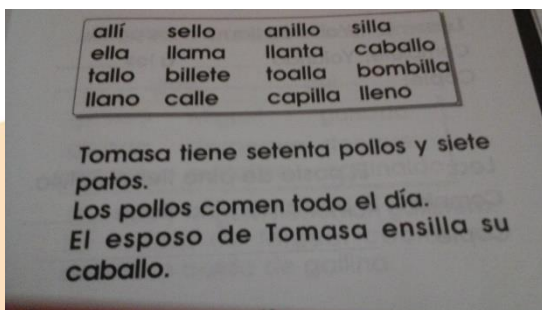 allí sello anillo silla
ella llama llanta caballo
tallo billete toalla bombilla
llano calle capilla lleno
Tomasa tiene setenta pollos y siete
patos.
Los pollos comen todo el día.
El esposo de Tomasa ensilla su
caballo.